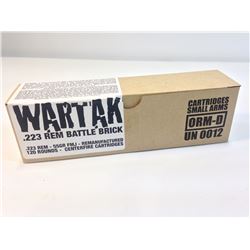 WARTAK
.223 REM BATTLE BRICK
.223 REM - 55GR FMJ - REMANUFACTURED
120 ROUNDS - CENTERFIRE CARTRIDGES
CARTRIDGES
SMALL ARMS
ORM-D
UN 0012